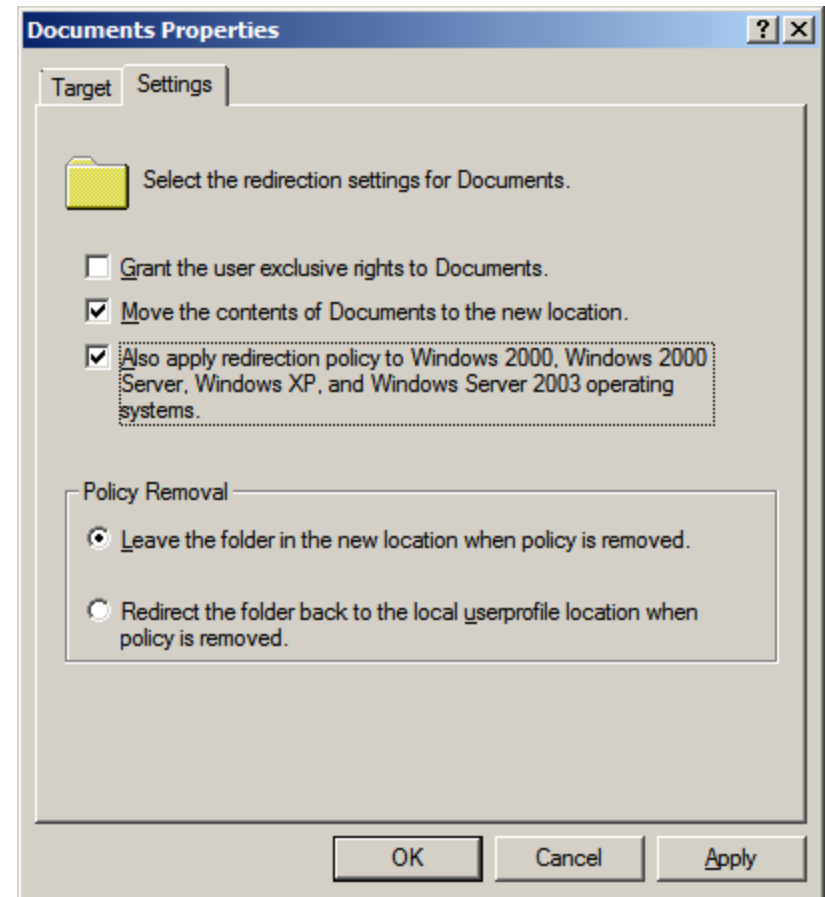 Documents Properties
Target
Settings
Select the redirection settings for Documents.
Grant the user exclusive rights to Documents.
Move the contents of Documents to the new location.
Also apply redirection policy to Windows 2000, Windows 2000
Server, Windows XP, and Windows Server 2003 operating
systems.
Policy Removal
Leave the folder in the new location when policy is removed.
Redirect the folder back to the local userprofile location when
policy is removed.
OK
Cancel
Apply